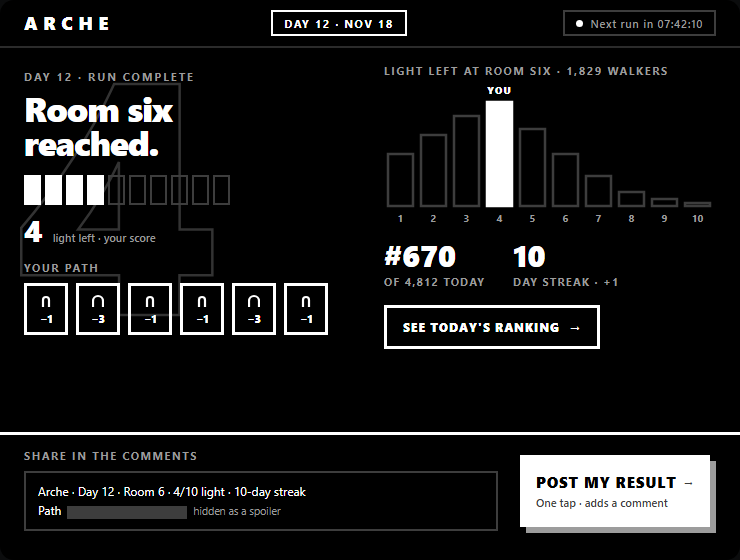 ARCHE
DAY 12 · NOV 18
Next run in 07:42:10
DAY 12 · RUN COMPLETE
Room six
reached.
4
4 light left · your score
YOUR PATH
∩ ∩ ∩ ∩ ∩ ∩
−1 −3 −1 −1 −3 −1
LIGHT LEFT AT ROOM SIX · 1,829 WALKERS
YOU
1 2 3 4 5 6 7 8 9 10
#670 10
OF 4,812 TODAY DAY STREAK · +1
SEE TODAY'S RANKING →
SHARE IN THE COMMENTS
Arche · Day 12 · Room 6 · 4/10 light · 10-day streak
Path hidden as a spoiler
POST MY RESULT →
One tap · adds a comment